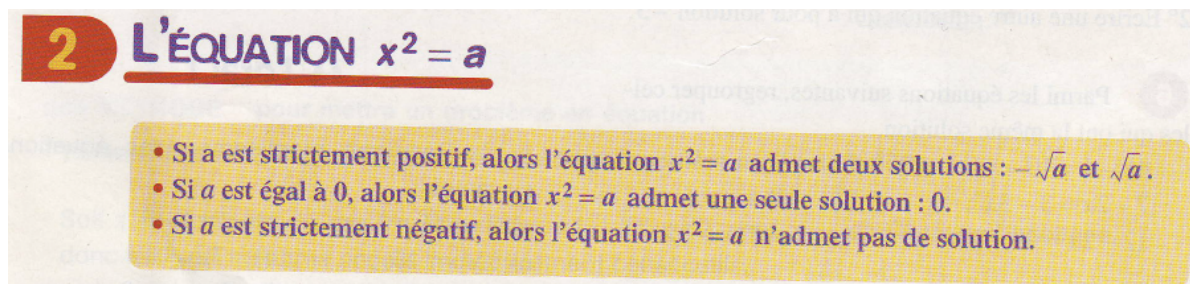 2 L'ÉQUATION x² = a
• Si a est strictement positif, alors l'équation x² = a admet deux solutions : – √a et √a .
• Si a est égal à 0, alors l'équation x² = a admet une seule solution : 0.
• Si a est strictement négatif, alors l'équation x² = a n'admet pas de solution.